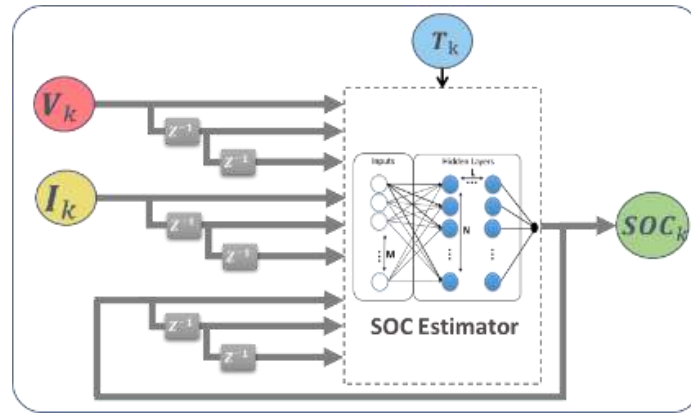 T_k
V_k
Z⁻¹
Z⁻¹
Inputs
Hidden Layers
L
...
I_k
Z⁻¹
Z⁻¹
N
M
...
...
...
SOC_k
SOC Estimator
Z⁻¹
Z⁻¹